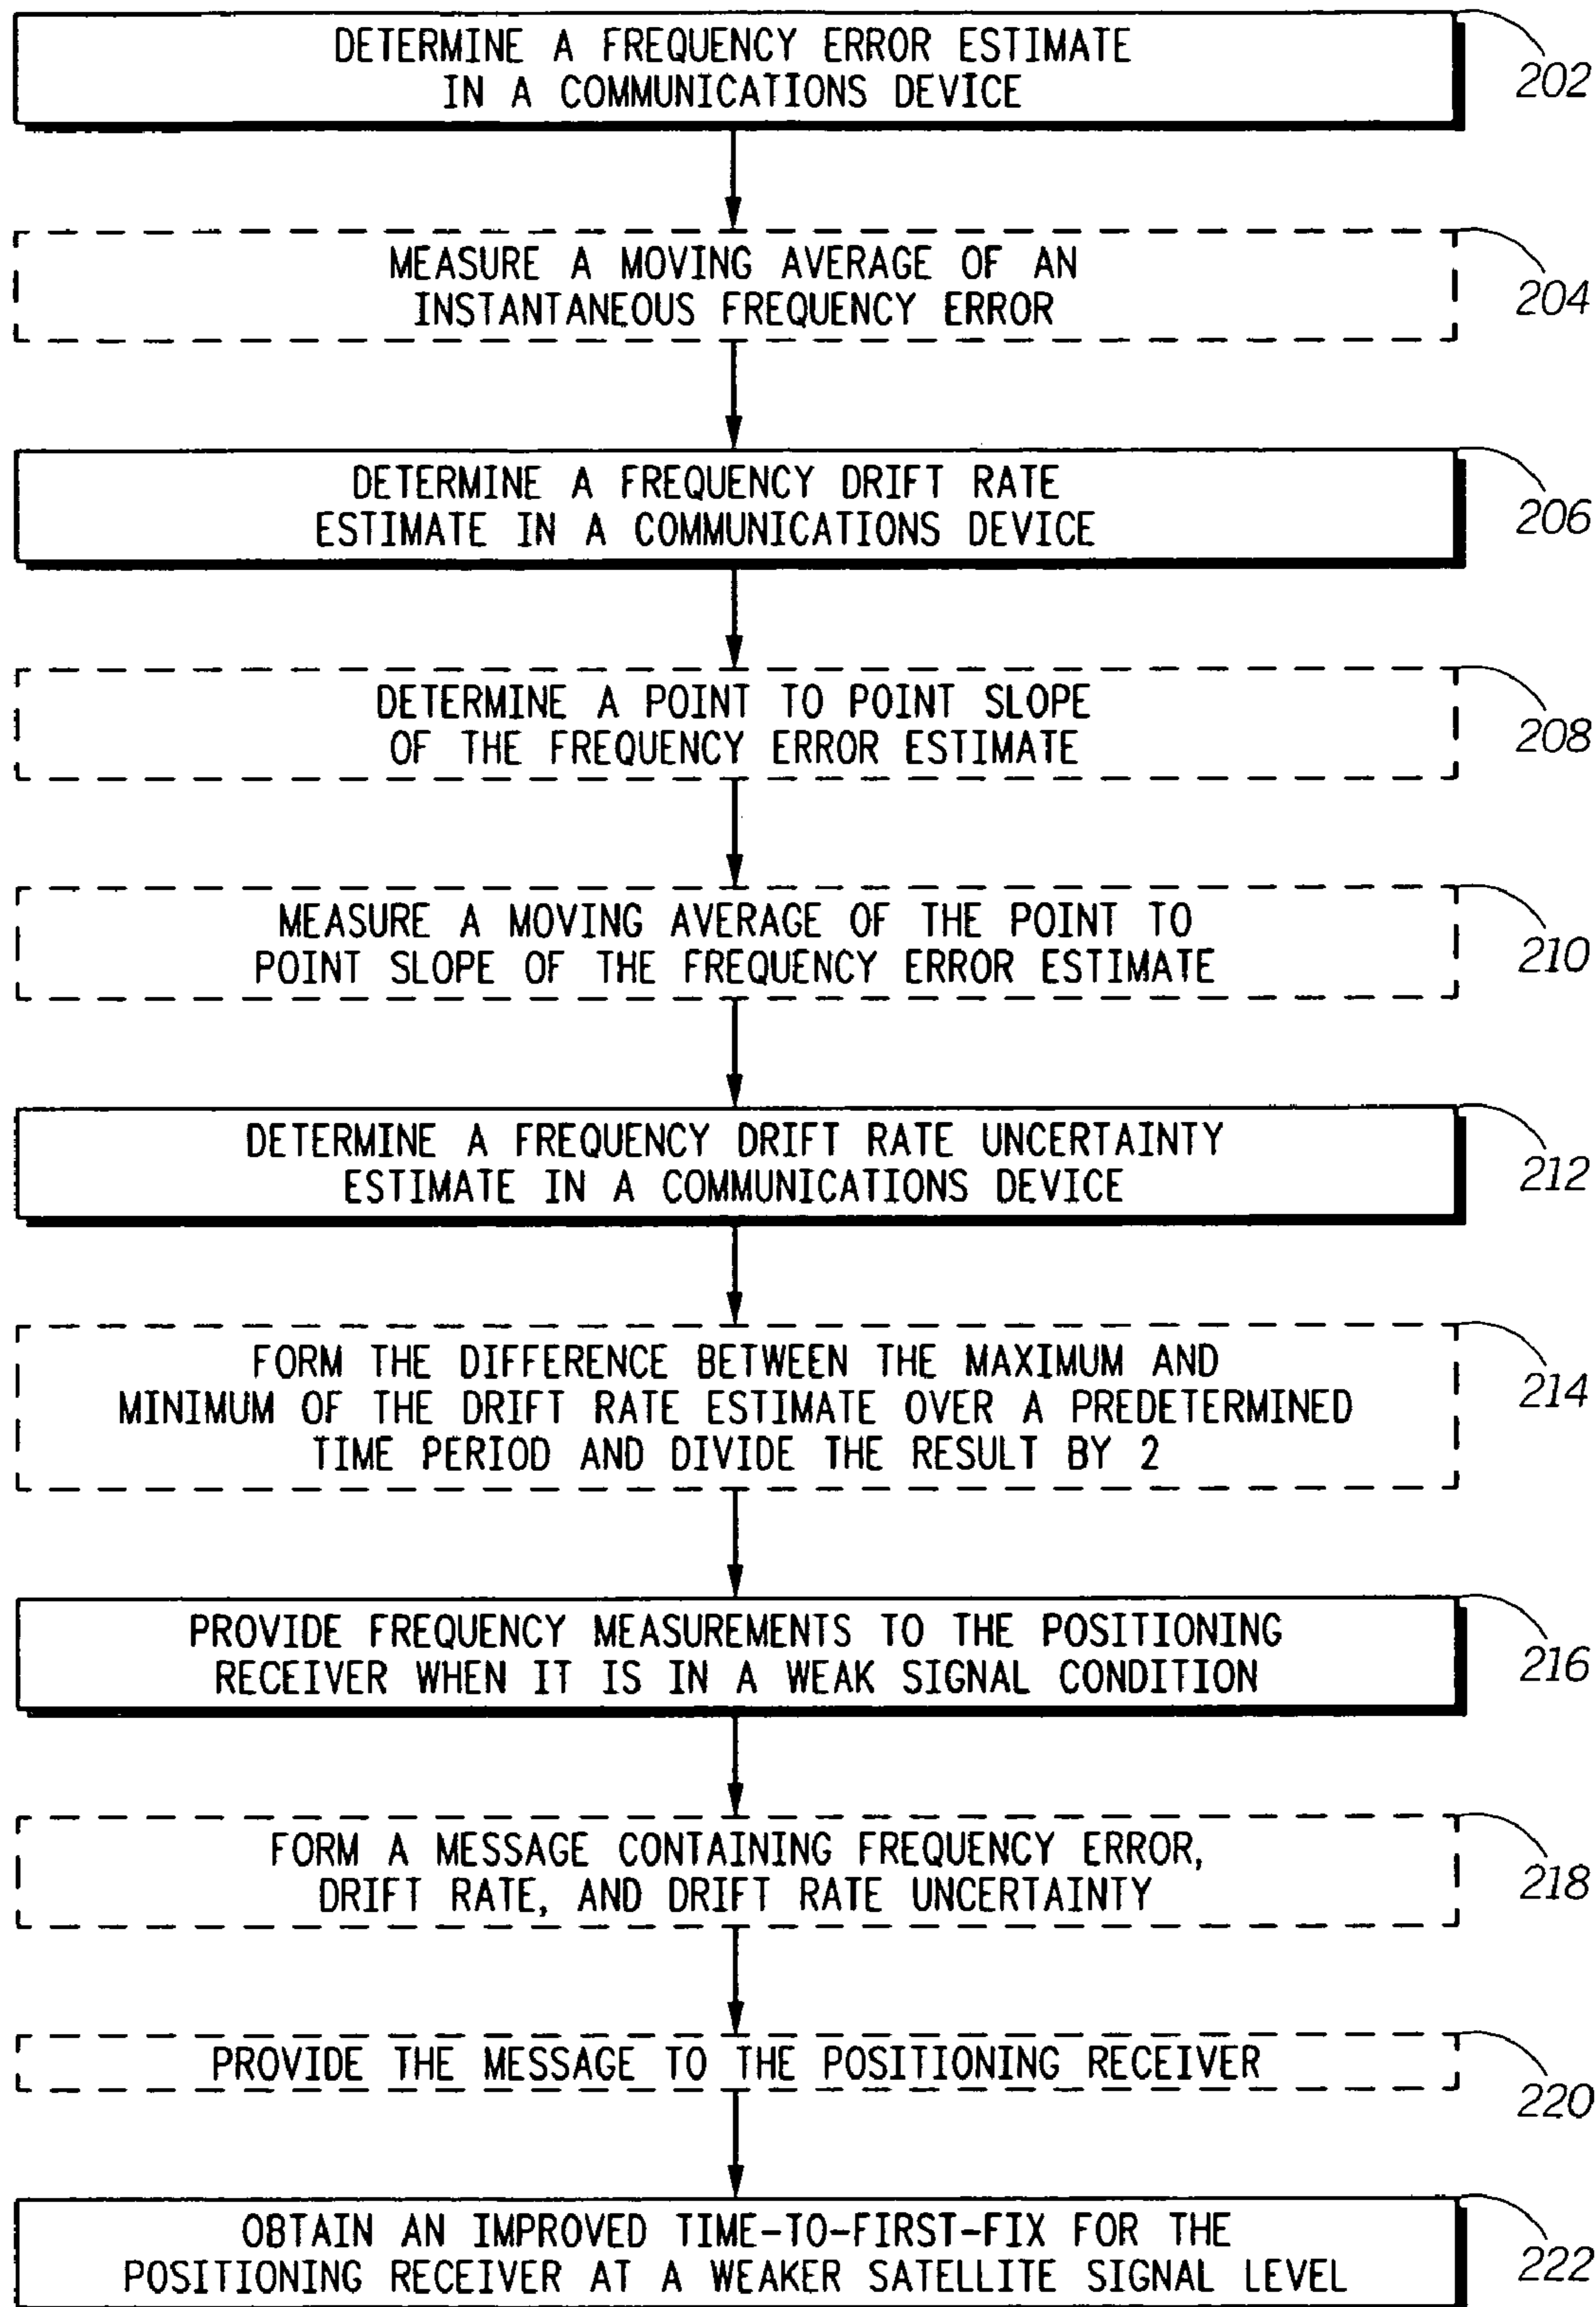 DETERMINE A FREQUENCY ERROR ESTIMATE
IN A COMMUNICATIONS DEVICE
202
MEASURE A MOVING AVERAGE OF AN
INSTANTANEOUS FREQUENCY ERROR
204
DETERMINE A FREQUENCY DRIFT RATE
ESTIMATE IN A COMMUNICATIONS DEVICE
206
DETERMINE A POINT TO POINT SLOPE
OF THE FREQUENCY ERROR ESTIMATE
208
MEASURE A MOVING AVERAGE OF THE POINT TO
POINT SLOPE OF THE FREQUENCY ERROR ESTIMATE
210
DETERMINE A FREQUENCY DRIFT RATE UNCERTAINTY
ESTIMATE IN A COMMUNICATIONS DEVICE
212
FORM THE DIFFERENCE BETWEEN THE MAXIMUM AND
MINIMUM OF THE DRIFT RATE ESTIMATE OVER A PREDETERMINED
TIME PERIOD AND DIVIDE THE RESULT BY 2
214
PROVIDE FREQUENCY MEASUREMENTS TO THE POSITIONING
RECEIVER WHEN IT IS IN A WEAK SIGNAL CONDITION
216
FORM A MESSAGE CONTAINING FREQUENCY ERROR,
DRIFT RATE, AND DRIFT RATE UNCERTAINTY
218
PROVIDE THE MESSAGE TO THE POSITIONING RECEIVER
220
OBTAIN AN IMPROVED TIME-TO-FIRST-FIX FOR THE
POSITIONING RECEIVER AT A WEAKER SATELLITE SIGNAL LEVEL
222